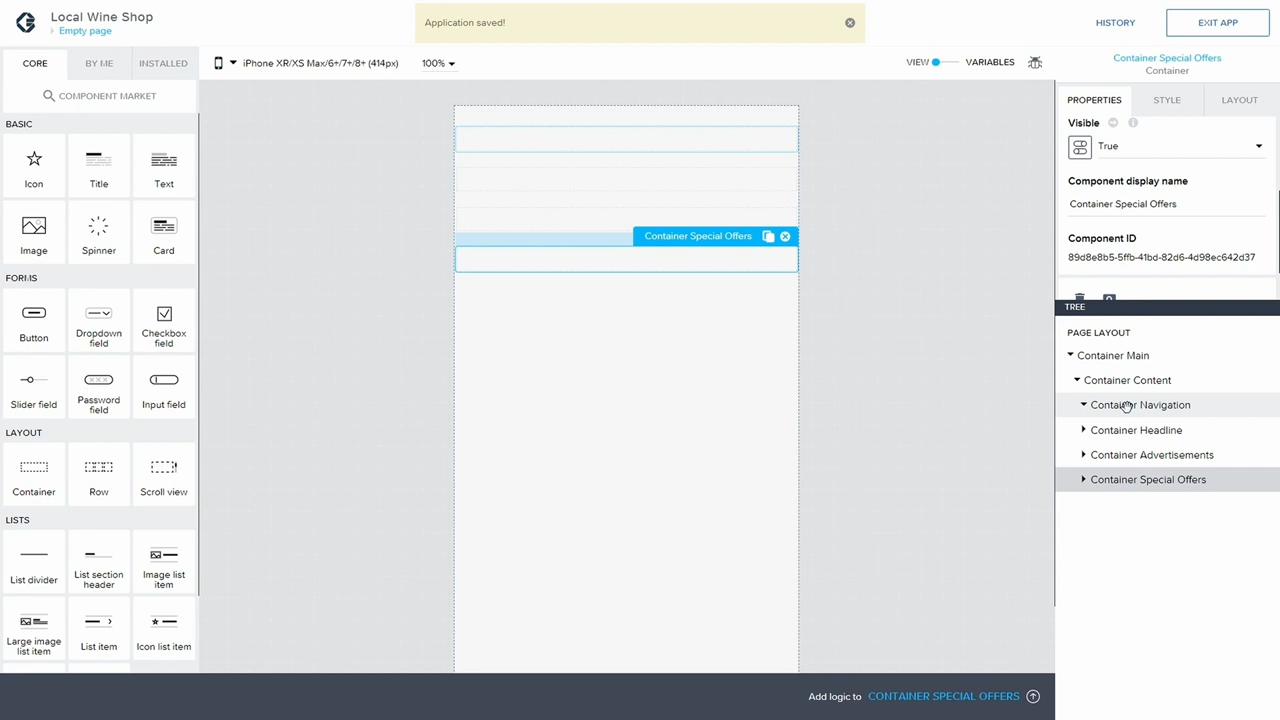 Local Wine Shop
Empty page
Application saved!
HISTORY
EXIT APP
CORE
BY ME
INSTALLED
iPhone XR/XS Max/6+/7+/8+ (414px)
100%
VIEW
VARIABLES
COMPONENT MARKET
BASIC
Icon
Title
Text
Image
Spinner
Card
FORMS
Button
Dropdown
field
Checkbox
field
Slider field
Password
field
Input field
LAYOUT
Container
Row
Scroll view
LISTS
List divider
List section
header
Image list
item
Large image
list item
List item
Icon list item
Container Special Offers
Container Special Offers
Container
PROPERTIES
STYLE
LAYOUT
Visible
True
Component display name
Container Special Offers
Component ID
89d8e8b5-5ffb-41bd-82d6-4d98ec642d37
TREE
PAGE LAYOUT
Container Main
Container Content
Container Navigation
Container Headline
Container Advertisements
Container Special Offers
Add logic to CONTAINER SPECIAL OFFERS